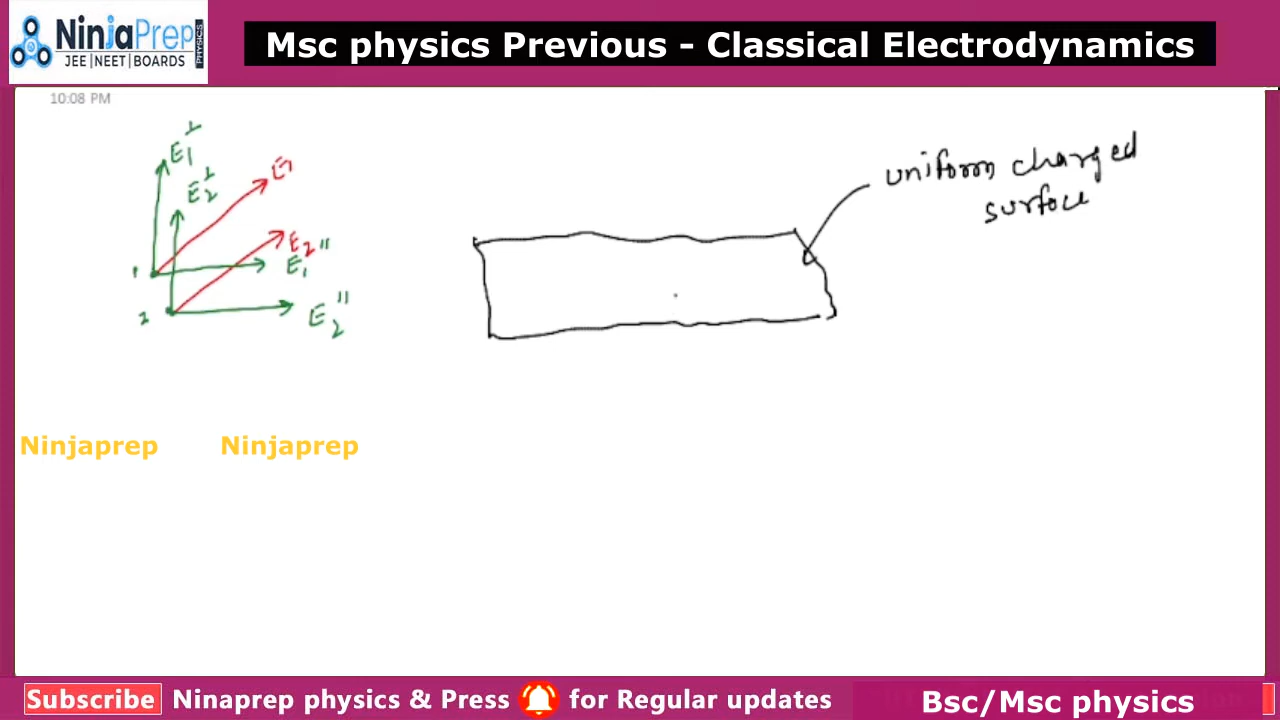 NinjaPrep
PHYSICS
JEE |NEET |BOARDS
Msc physics Previous - Classical Electrodynamics
10:08 PM
E₁⊥
E₂⊥
E₁
E₂
E₁"
E₂"
1
2
uniform charged
surface
Ninjaprep Ninjaprep
Subscribe Ninaprep physics & Press for Regular updates
Bsc/Msc physics